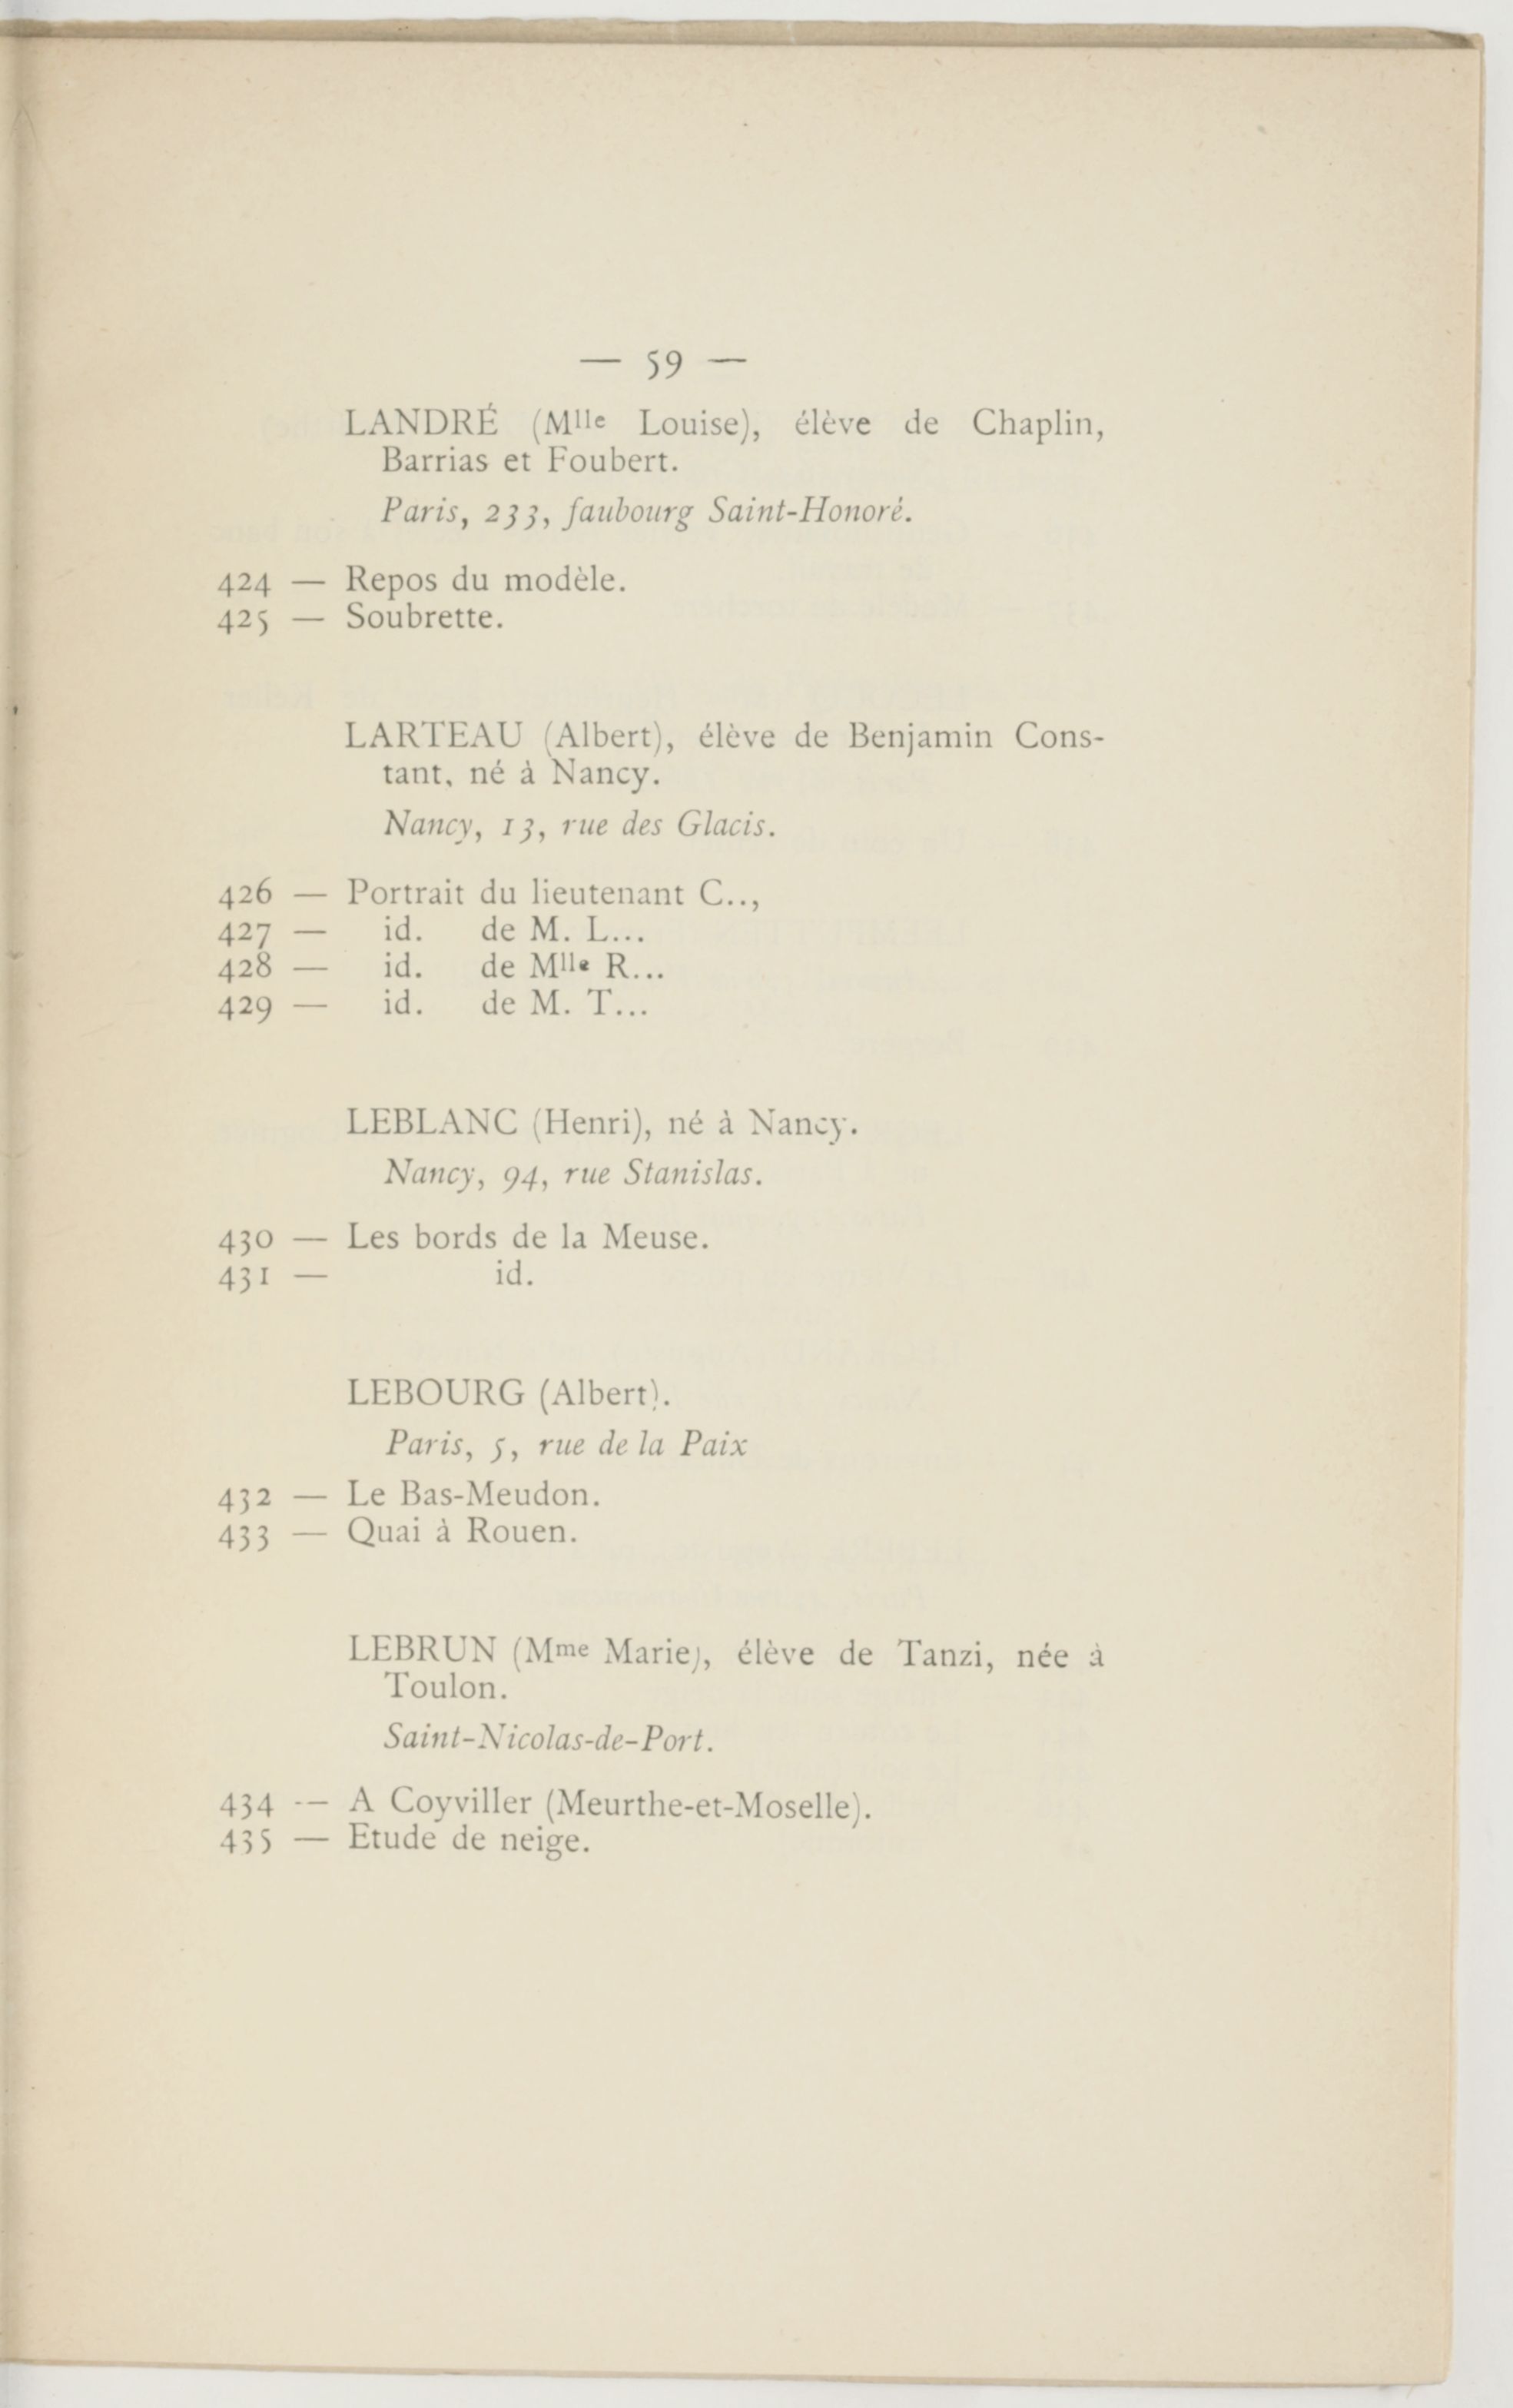 — 59 —
LANDRÉ (Mlle Louise), élève de Chaplin,
Barrias et Foubert.
Paris, 233, faubourg Saint-Honoré.
424 — Repos du modèle.
425 — Soubrette.
LARTEAU (Albert), élève de Benjamin Cons-
tant, né à Nancy.
Nancy, 13, rue des Glacis.
426 — Portrait du lieutenant C..,
427 — id. de M. L...
428 — id. de Mlle R...
429 — id. de M. T...
LEBLANC (Henri), né à Nancy.
Nancy, 94, rue Stanislas.
430 — Les bords de la Meuse.
431 — id.
LEBOURG (Albert).
Paris, 5, rue de la Paix
432 — Le Bas-Meudon.
433 — Quai à Rouen.
LEBRUN (Mme Marie), élève de Tanzi, née à
Toulon.
Saint-Nicolas-de-Port.
434 — A Coyviller (Meurthe-et-Moselle).
435 — Etude de neige.